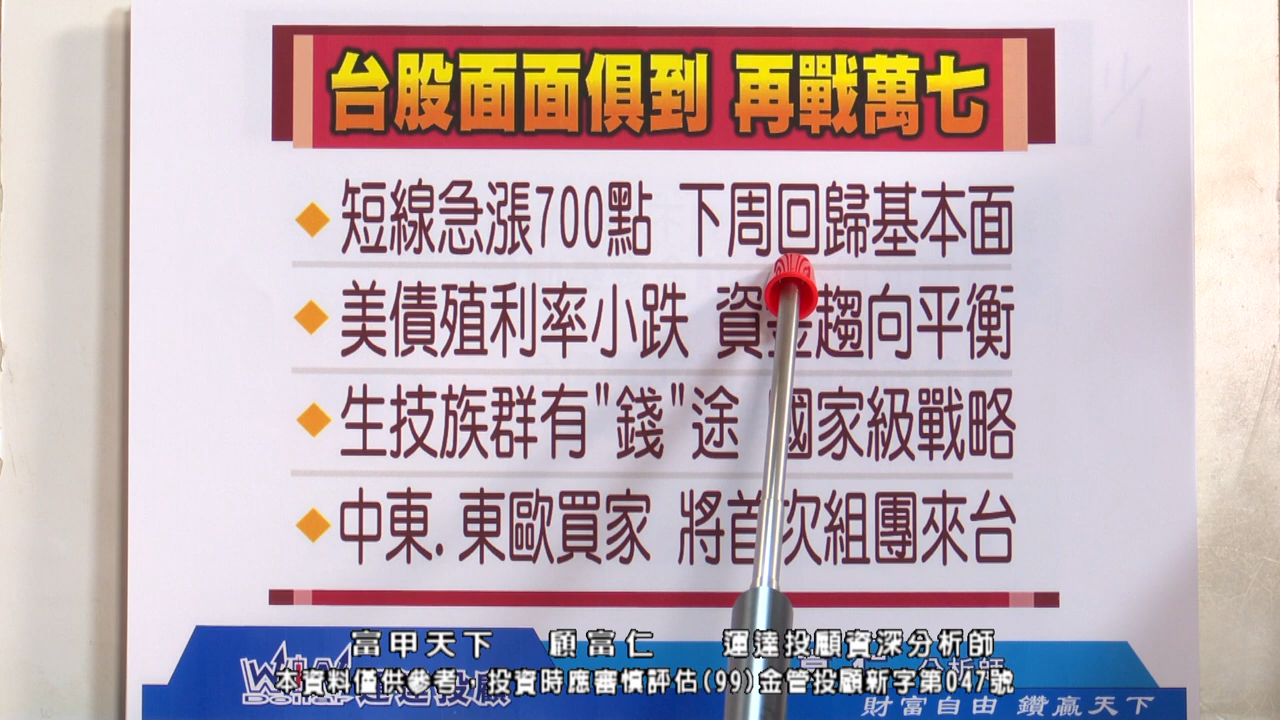 台股面面俱到 再戰萬七
短線急漲700點 下周回歸基本面
美債殖利率小跌 資金趨向平衡
生技族群有"錢"途 國家級戰略
中東.東歐買家 將首次組團來台
富甲天下 顧富仁 運達投顧資深分析師
分析師
本資料僅供參考 投資時應審慎評估(99)金管投顧新字第047號
財富自由 鑽贏天下